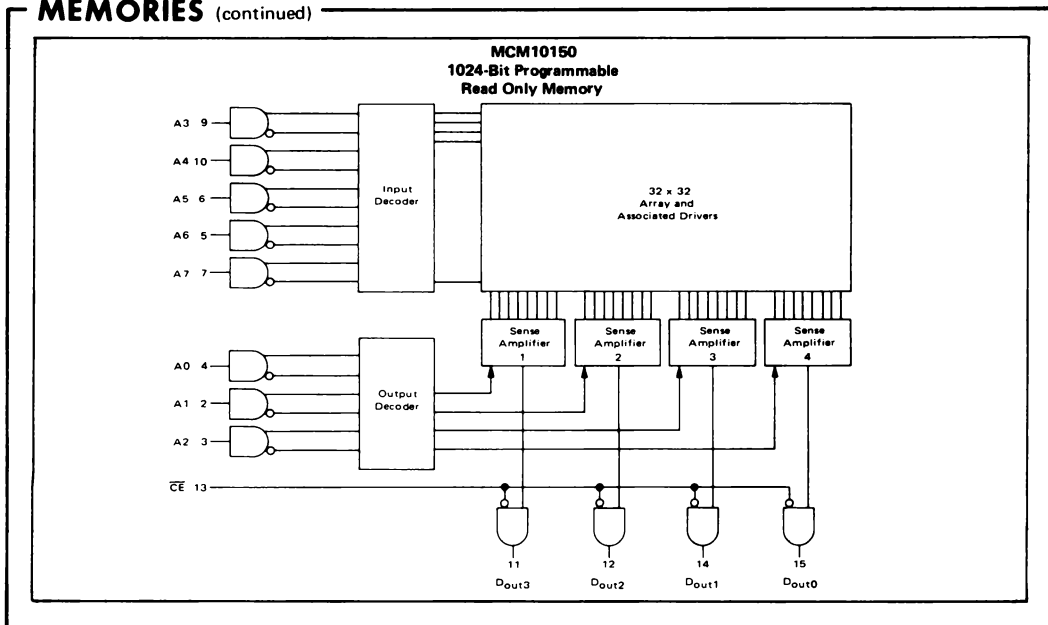 MEMORIES (continued)
MCM10150
1024-Bit Programmable
Read Only Memory
A3 9
A4 10
A5 6
A6 5
A7 7
Input
Decoder
32 x 32
Array and
Associated Drivers
Sense
Amplifier
1
Sense
Amplifier
2
Sense
Amplifier
3
Sense
Amplifier
4
A0 4
A1 2
A2 3
Output
Decoder
CE 13
11
12
14
15
Dout3
Dout2
Dout1
Dout0